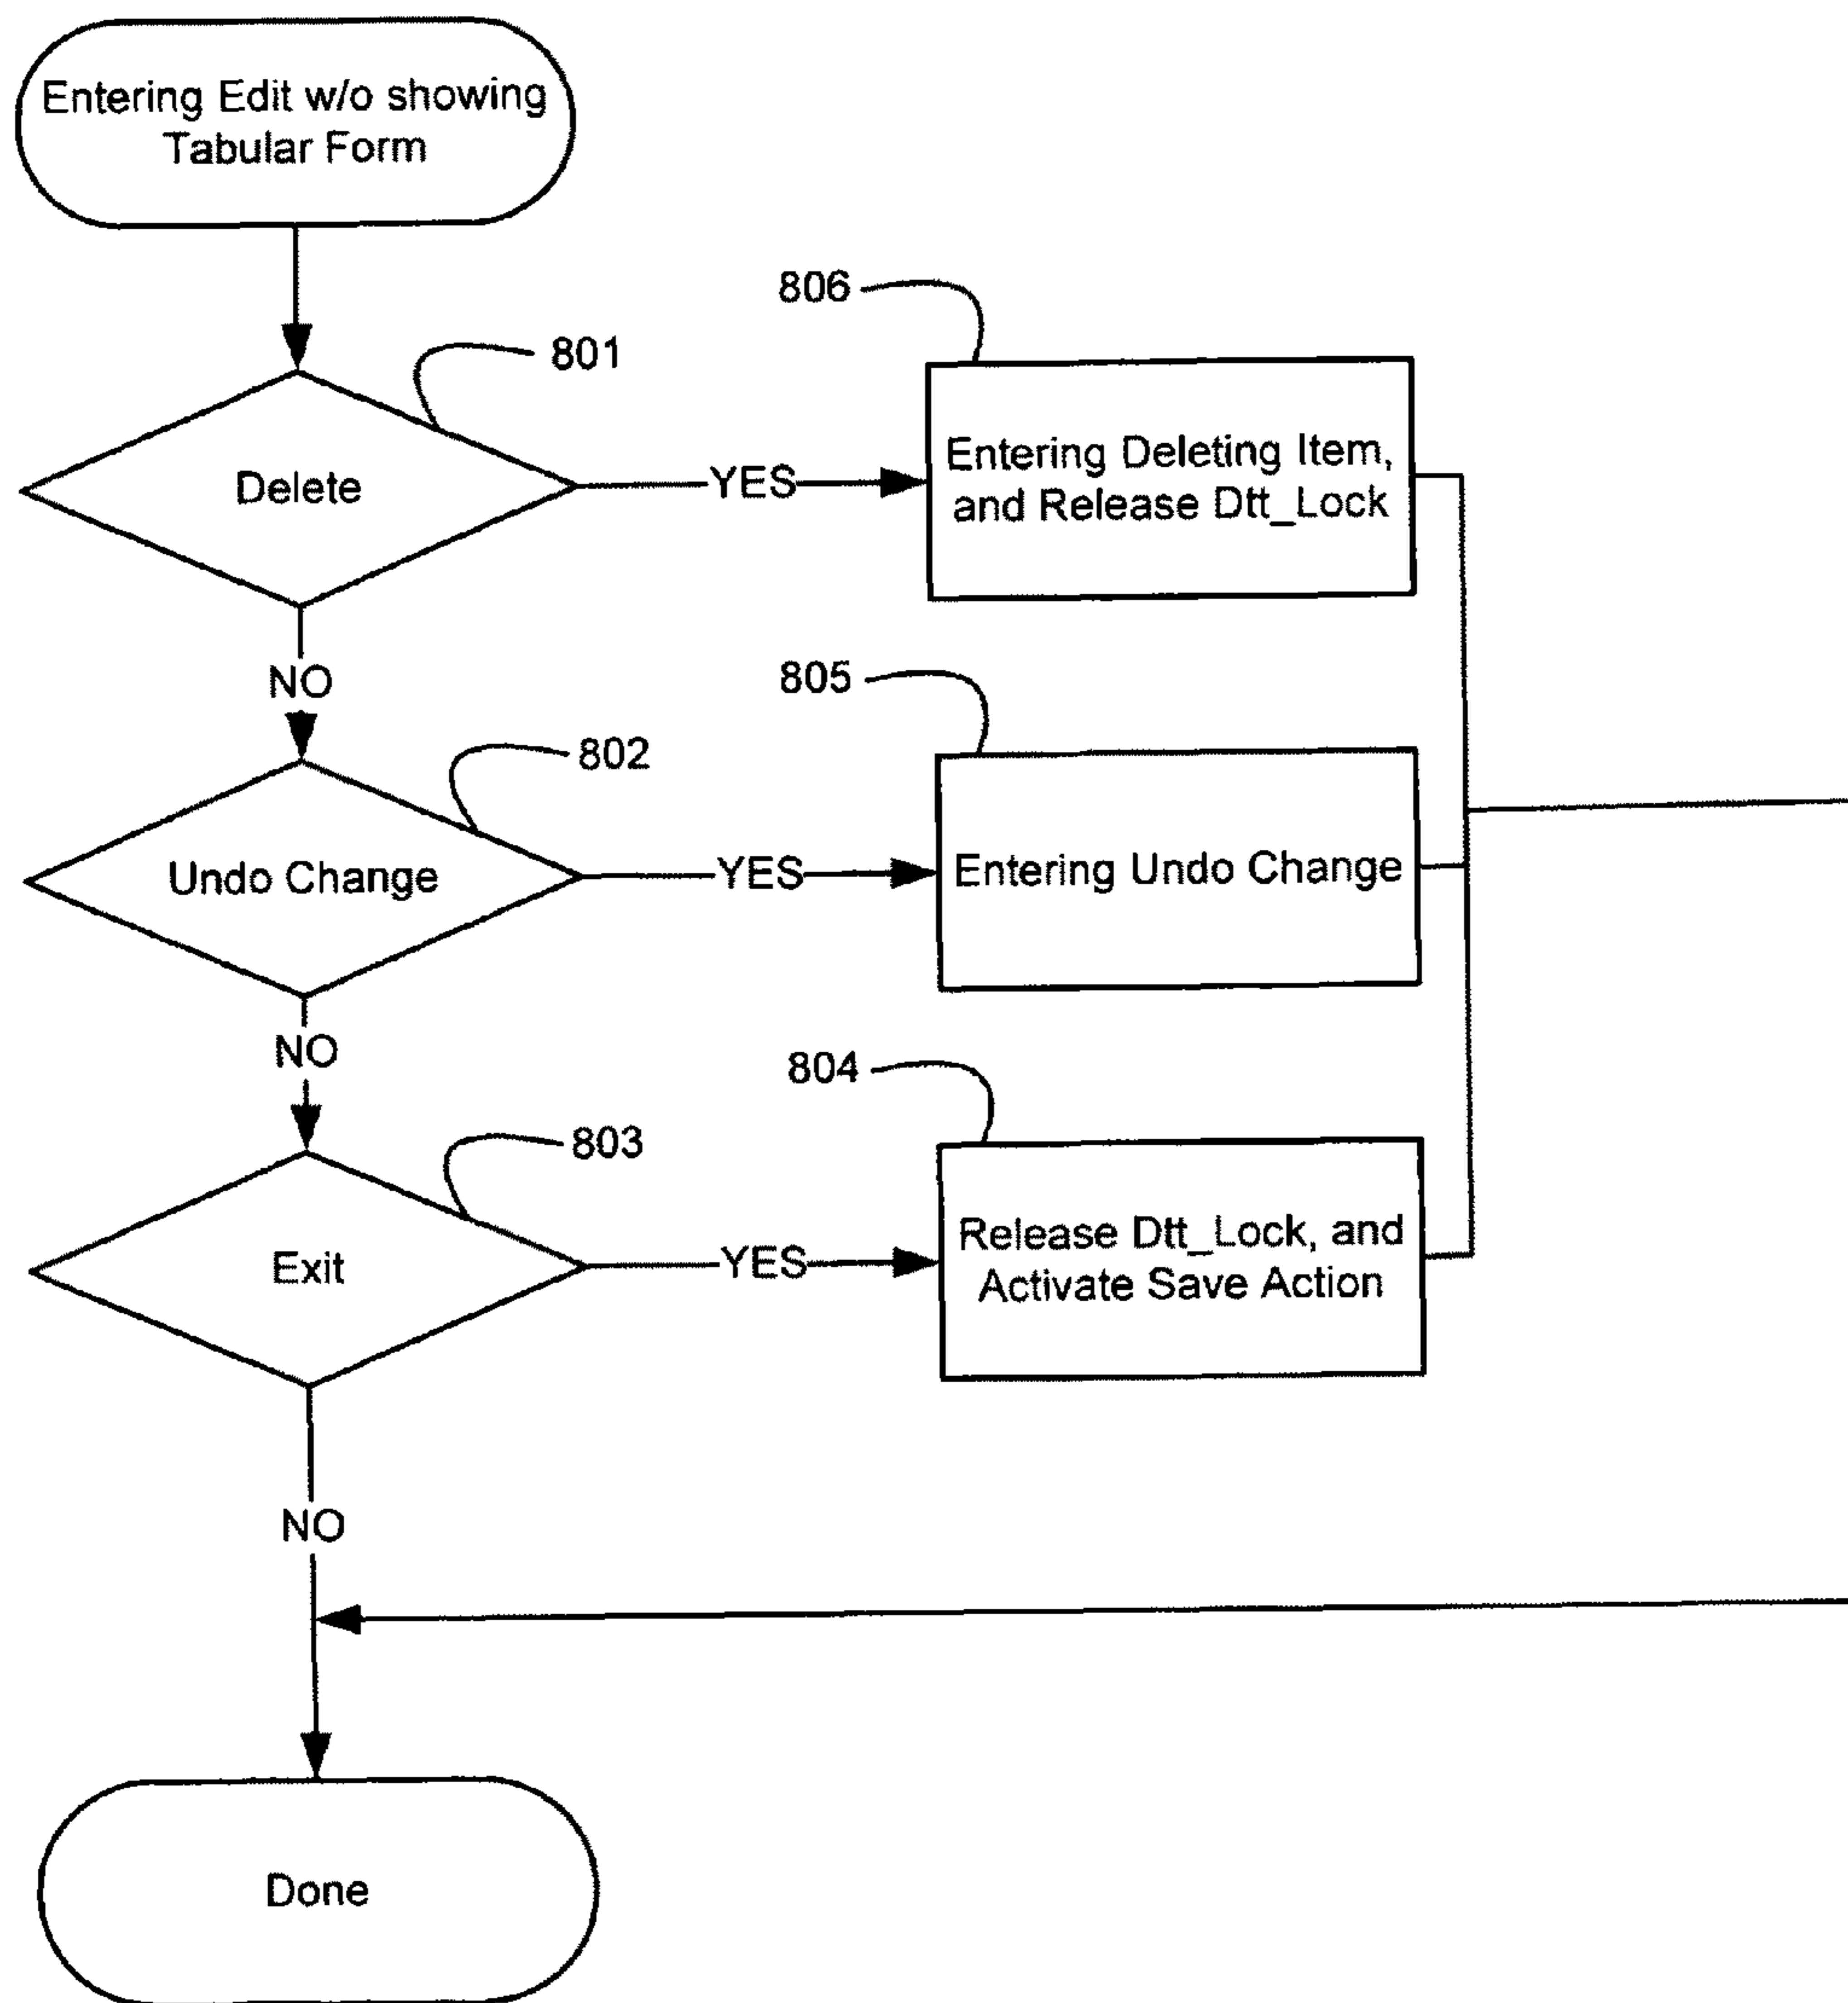 Entering Edit w/o showing
Tabular Form
801
Delete
YES
806
Entering Deleting Item,
and Release Dtt_Lock
NO
802
Undo Change
YES
805
Entering Undo Change
NO
803
Exit
YES
804
Release Dtt_Lock, and
Activate Save Action
NO
Done